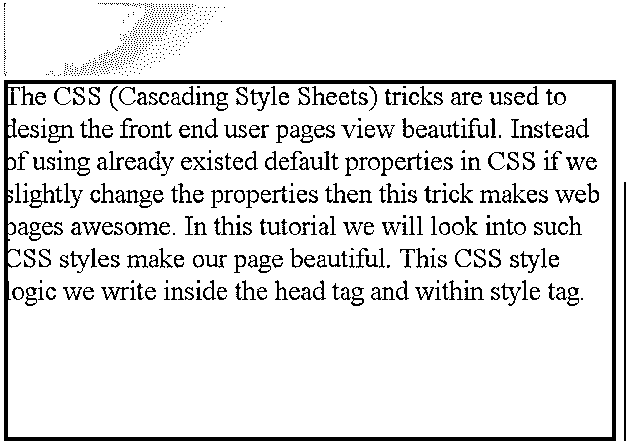 The CSS (Cascading Style Sheets) tricks are used to
design the front end user pages view beautiful. Instead
of using already existed default properties in CSS if we
slightly change the properties then this trick makes web
pages awesome. In this tutorial we will look into such
CSS styles make our page beautiful. This CSS style
logic we write inside the head tag and within style tag.